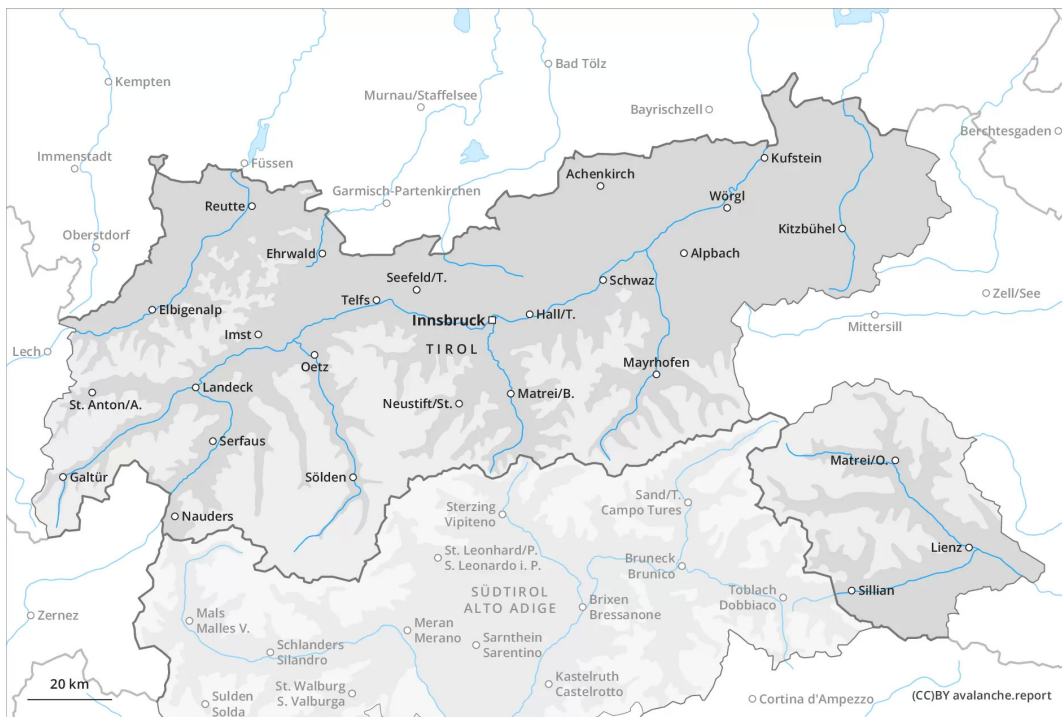 Kempten
Bad Tölz
Murnau/Staffelsee
Bayrischzell
Berchtesgaden
Immenstadt
Füssen
Kufstein
Achenkirch
Garmisch-Partenkirchen
Reutte
Wörgl
Oberstdorf
Kitzbühel
Ehrwald
Alpbach
Seefeld/T.
Schwaz
Zell/See
Telfs
Elbigenalp
Hall/T.
Innsbruck
Mittersill
Imst
TIROL
Lech
Oetz
Mayrhofen
Landeck
St. Anton/A.
Neustift/St.
Matrei/B.
Serfaus
Matrei/O.
Galtür
Sölden
Sand/T.
Campo Tures
Sterzing
Vipiteno
Nauders
Lienz
St. Leonhard/P.
S. Leonardo i. P.
Bruneck
Brunico
SÜDTIROL
ALTO ADIGE
Toblach
Dobbiaco
Sillian
Brixen
Bressanone
Zernez
Mals
Malles V.
Meran
Merano
Sarnthein
Sarentino
Schlanders
Silandro
Kastelruth
Castelrotto
20 km
Sulden
Solda
St. Walburg
S. Valburga
Cortina d'Ampezzo
(CC)BY avalanche.report